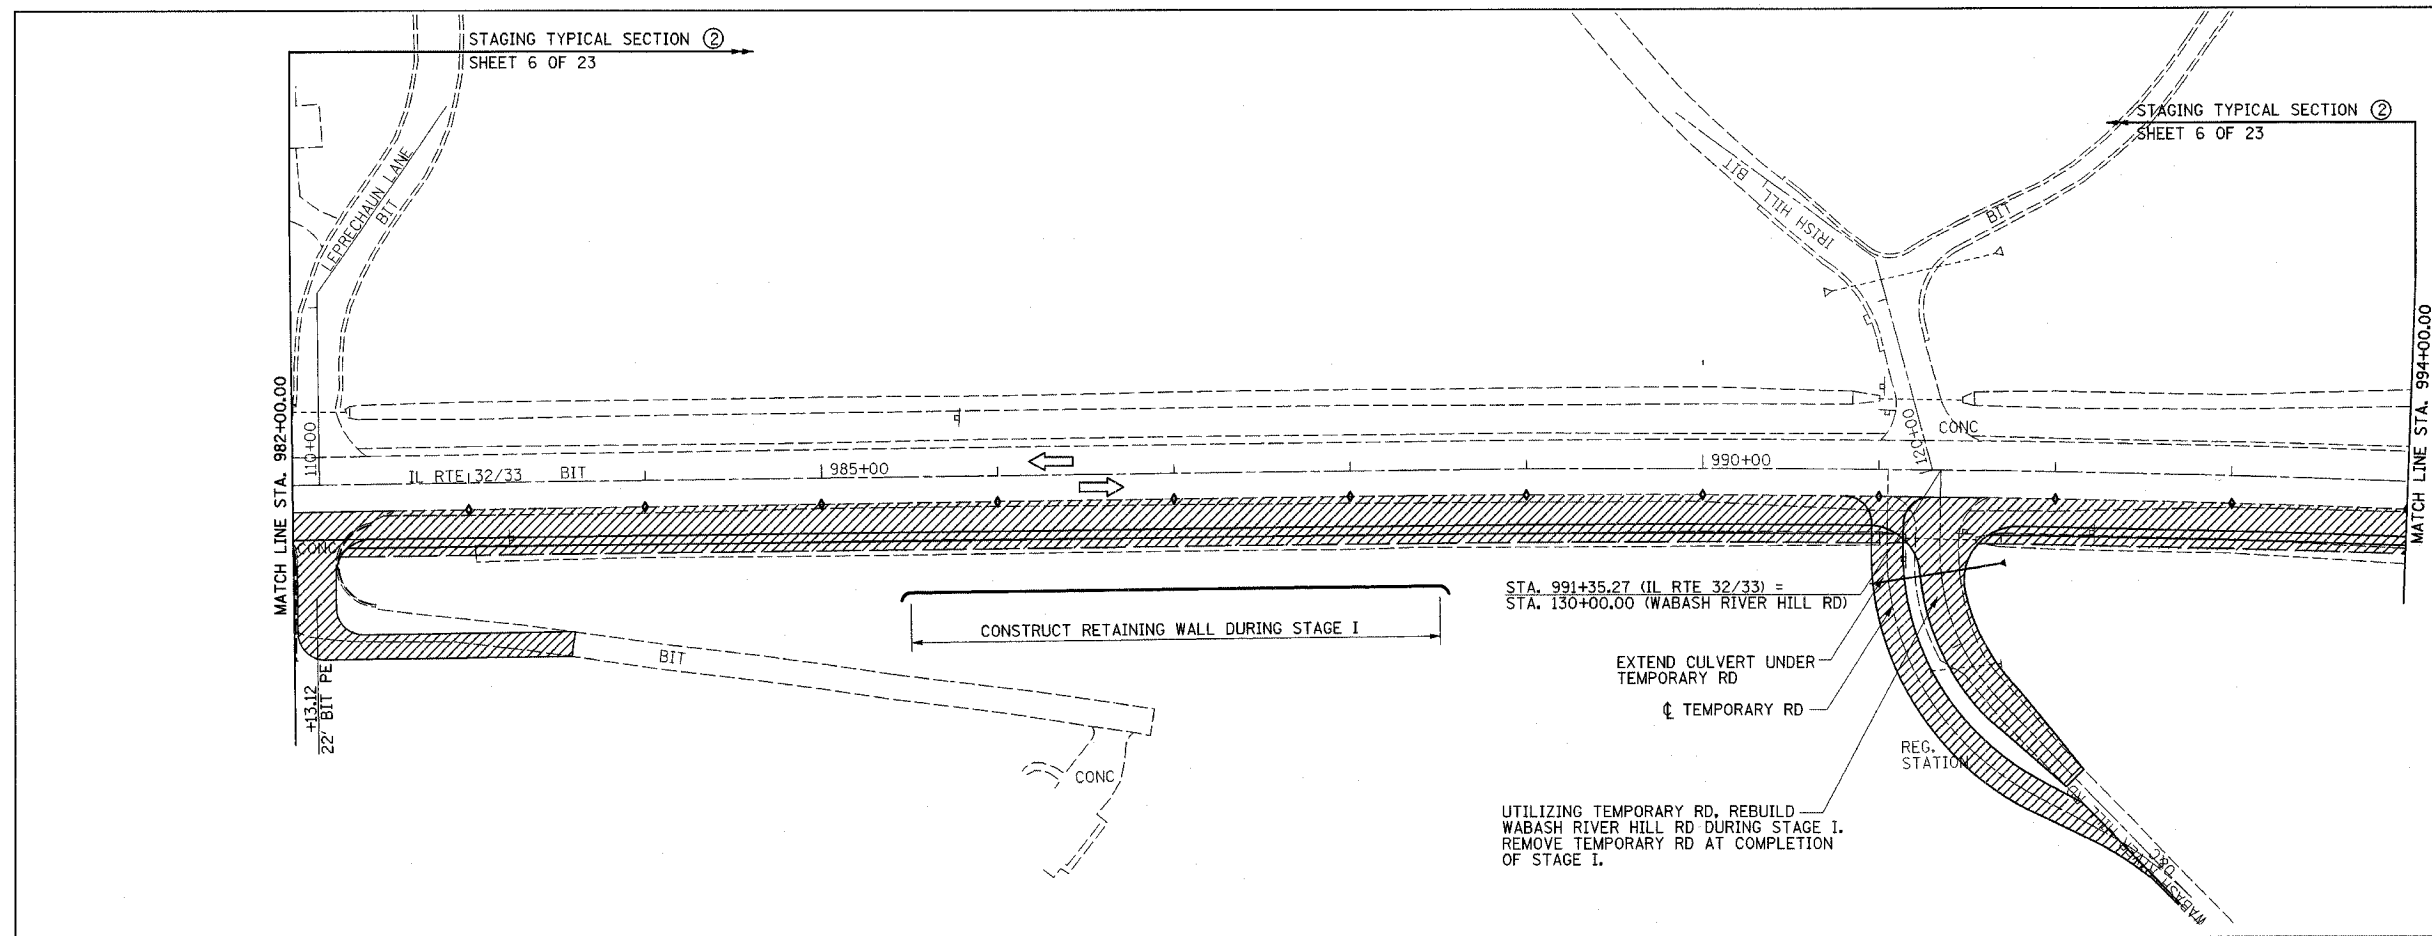 STAGING TYPICAL SECTION 2
SHEET 6 OF 23
STAGING TYPICAL SECTION 2
SHEET 6 OF 23
LEPRECHAUN LANE
BIT
IRISH HILL
BIT
BIT
MATCH LINE STA. 982+00.00
MATCH LINE STA. 994+00.00
110+00
120+00
CONC
IL RTE 32/33
BIT
985+00
990+00
CONC
STA. 991+35.27 (IL RTE 32/33) =
STA. 130+00.00 (WABASH RIVER HILL RD)
CONSTRUCT RETAINING WALL DURING STAGE I
BIT
EXTEND CULVERT UNDER
TEMPORARY RD
+13.12
22' BIT PE
℄ TEMPORARY RD
REG.
STATION
CONC
UTILIZING TEMPORARY RD, REBUILD
WABASH RIVER HILL RD DURING STAGE I.
REMOVE TEMPORARY RD AT COMPLETION
OF STAGE I.
WABASH RIVER HILL RD
O&C